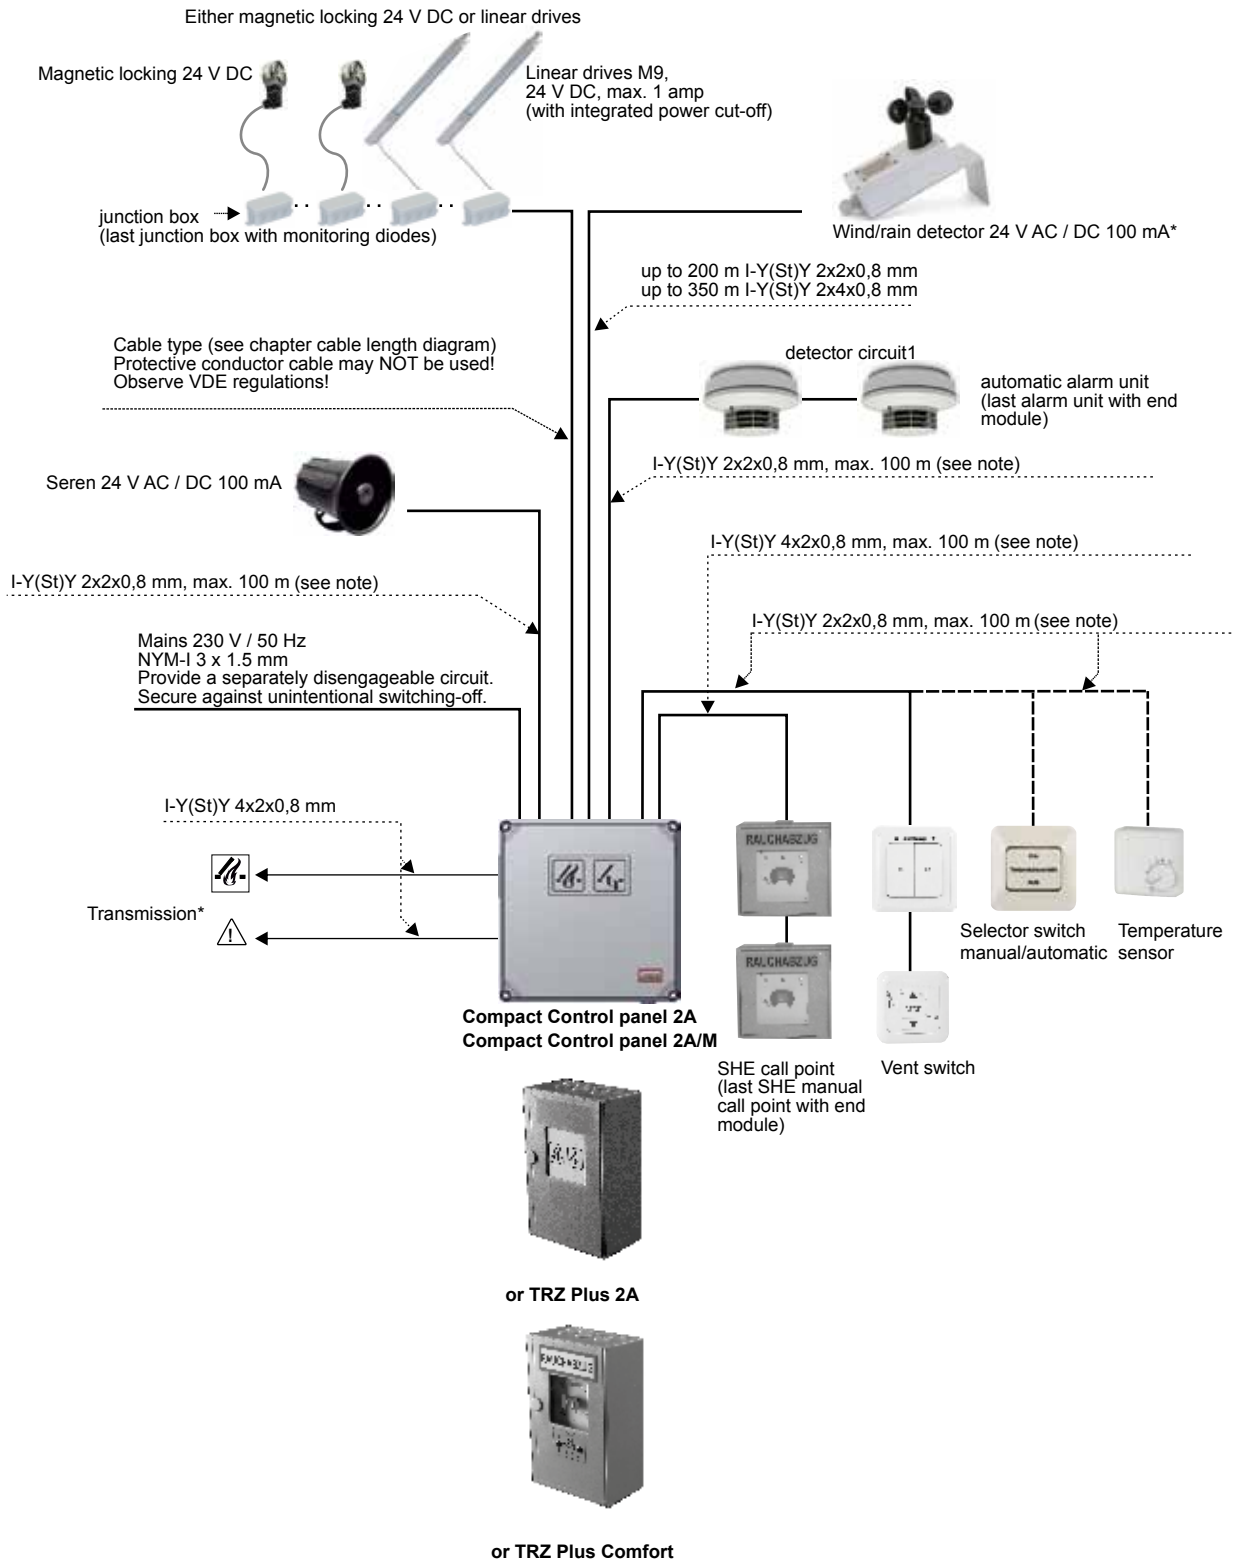 Either magnetic locking 24 V DC or linear drives
Magnetic locking 24 V DC
Linear drives M9,
24 V DC, max. 1 amp
(with integrated power cut-off)
junction box
(last junction box with monitoring diodes)
Wind/rain detector 24 V AC / DC 100 mA*
up to 200 m I-Y(St)Y 2x2x0,8 mm
up to 350 m I-Y(St)Y 2x4x0,8 mm
Cable type (see chapter cable length diagram)
Protective conductor cable may NOT be used!
Observe VDE regulations!
detector circuit1
automatic alarm unit
(last alarm unit with end
module)
I-Y(St)Y 2x2x0,8 mm, max. 100 m (see note)
Seren 24 V AC / DC 100 mA
I-Y(St)Y 4x2x0,8 mm, max. 100 m (see note)
I-Y(St)Y 2x2x0,8 mm, max. 100 m (see note)
I-Y(St)Y 2x2x0,8 mm, max. 100 m (see note)
Mains 230 V / 50 Hz
NYM-I 3 x 1.5 mm
Provide a separately disengageable circuit.
Secure against unintentional switching-off.
I-Y(St)Y 4x2x0,8 mm
Transmission*
RAUCHABZUG
RAUCHABZUG
Selector switch
manual/automatic
Temperature
sensor
Compact Control panel 2A
Compact Control panel 2A/M
SHE call point
(last SHE manual
call point with end
module)
Vent switch
or TRZ Plus 2A
RAUCHABZUG
or TRZ Plus Comfort